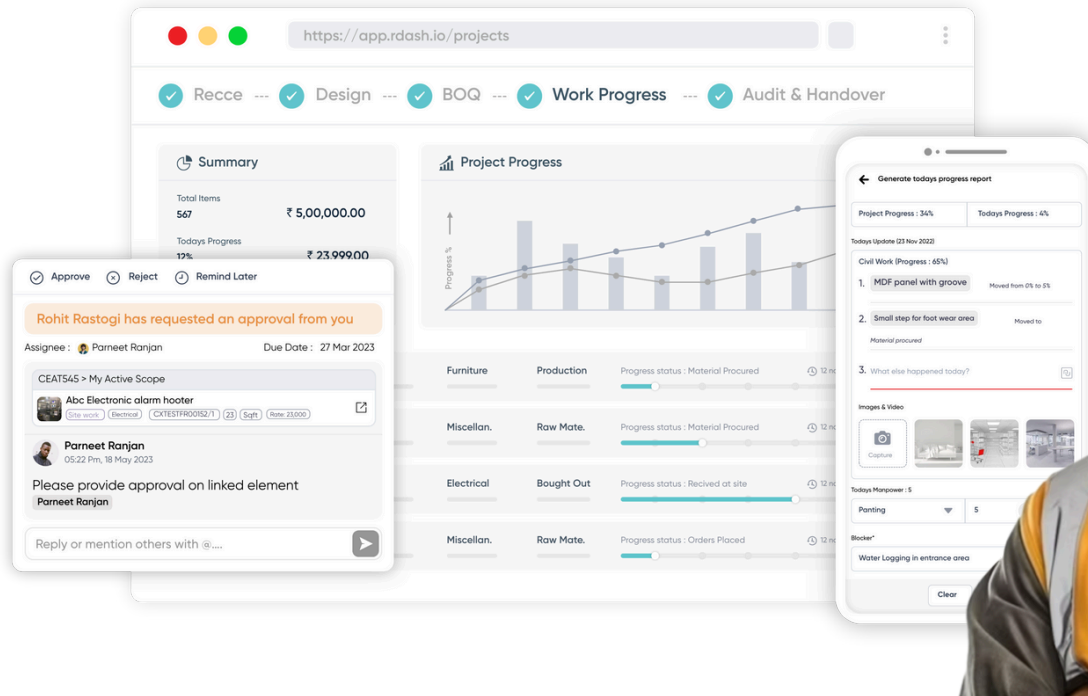 https://app.rdash.io/projects
Recce --- Design --- BOQ --- Work Progress --- Audit & Handover
Summary
Total Items
567
₹ 5,00,000.00
Todays Progress
12%
₹ 23,999.00
Project Progress
Progress %
Furniture Production Progress status : Material Procured
Miscellan. Raw Mate. Progress status : Material Procured
Electrical Bought Out Progress status : Recived at site
Miscellan. Raw Mate. Progress status : Orders Placed
Approve Reject Remind Later
Rohit Rastogi has requested an approval from you
Assignee : Parneet Ranjan Due Date : 27 Mar 2023
CEAT545 > My Active Scope
Abc Electronic alarm hooter
Site work Electrical CXTESTFR00152/1 23 Sqft Rate: 23,000
Parneet Ranjan
05:22 Pm, 18 May 2023
Please provide approval on linked element
Parneet Ranjan
Reply or mention others with @....
Generate todays progress report
Project Progress : 34% Todays Progress : 4%
Todays Update (23 Nov 2022)
Civil Work (Progress : 65%)
1. MDF panel with groove Moved from 0% to 5%
2. Small step for foot wear area Moved to
Material procured
3. What else happened today?
Images & Video
Capture
Todays Manpower : 5
Panting 5
Blocker*
Water Logging in entrance area
Clear